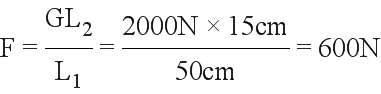 F = GL₂/L₁ = 2000N × 15cm/50cm = 600N